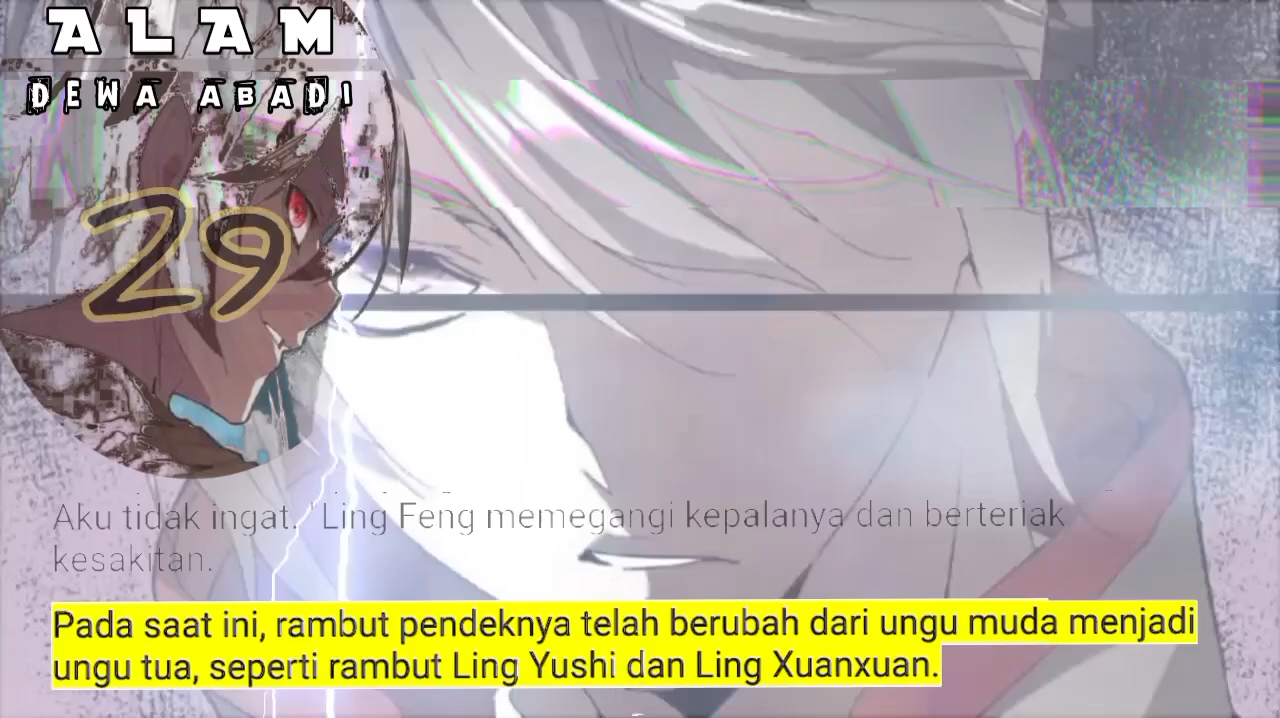 ALAM
DEWA ABADI
29
Aku tidak ingat. ' Ling Feng memegangi kepalanya dan berteriak
kesakitan.
Pada saat ini, rambut pendeknya telah berubah dari ungu muda menjadi
ungu tua, seperti rambut Ling Yushi dan Ling Xuanxuan.